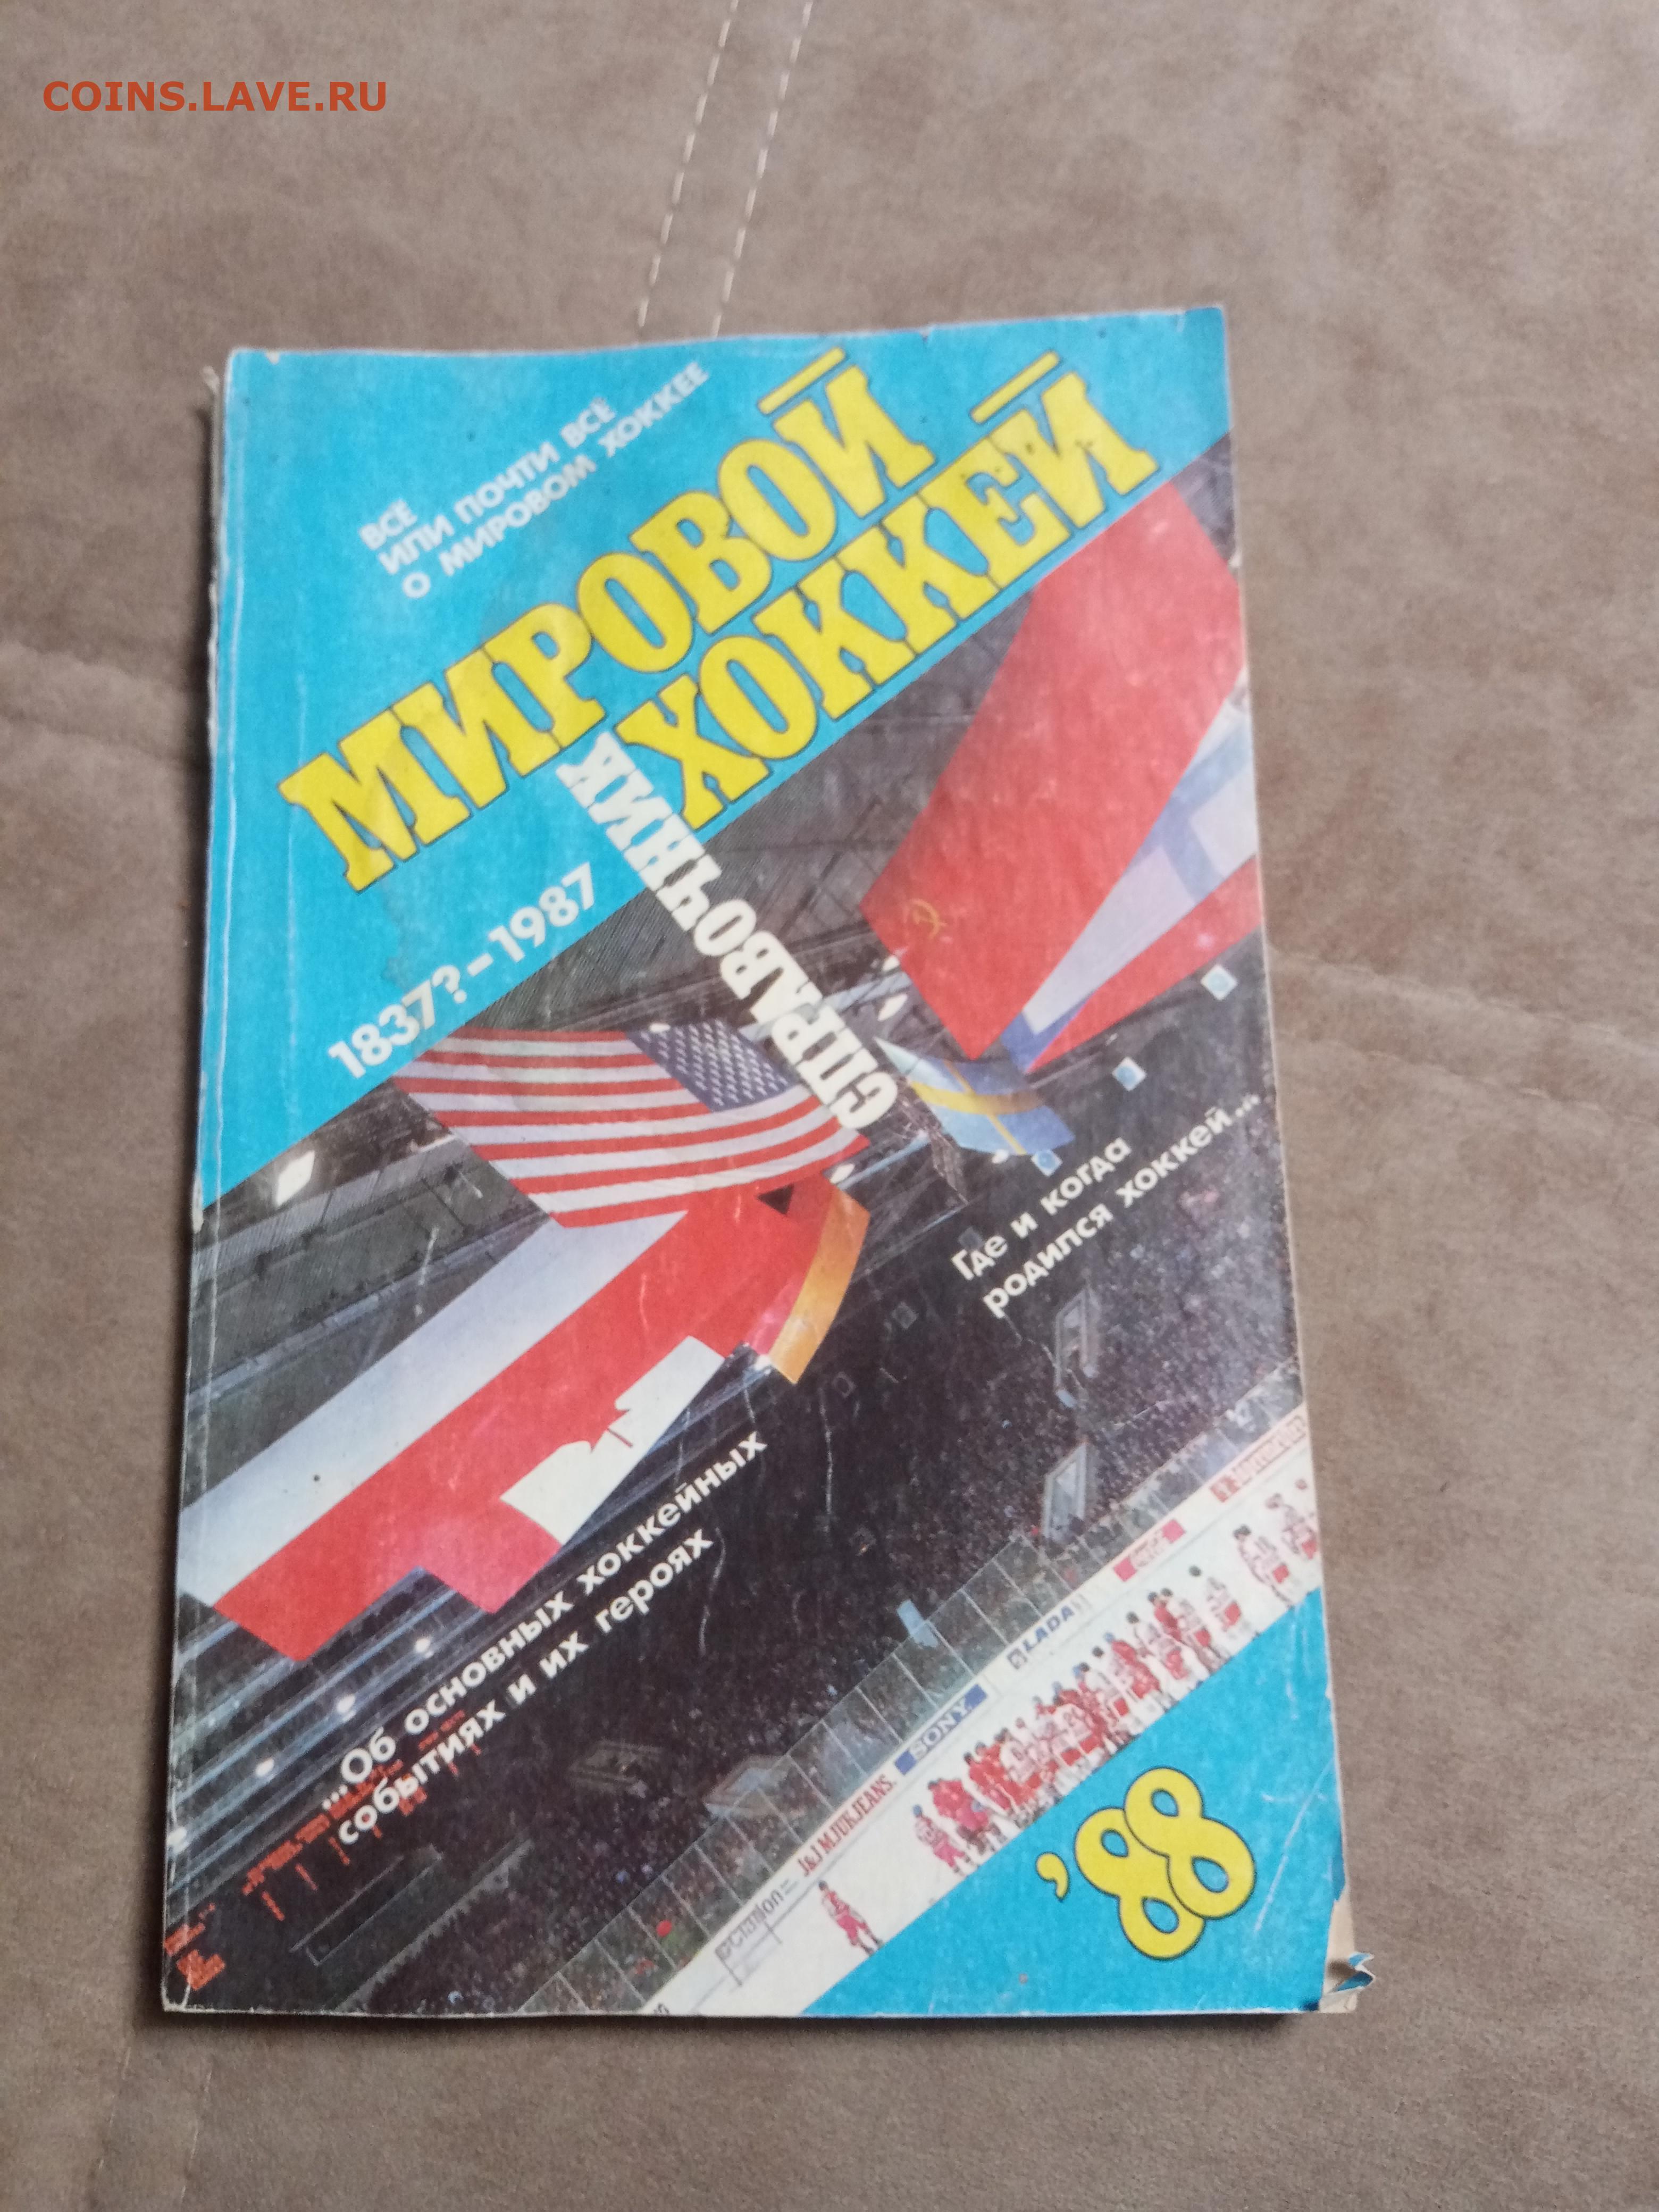 COINS.LAVE.RU
ВСЁ
ИЛИ ПОЧТИ ВСЁ
О МИРОВОМ ХОККЕЕ
МИРОВОЙ
ХОККЕЙ
СПРАВОЧНИК
1837?-1987
Где и когда
родился хоккей...
...Об основных хоккейных
событиях и их героях
LADA
SONY
J&J MJUKJEANS.
'88